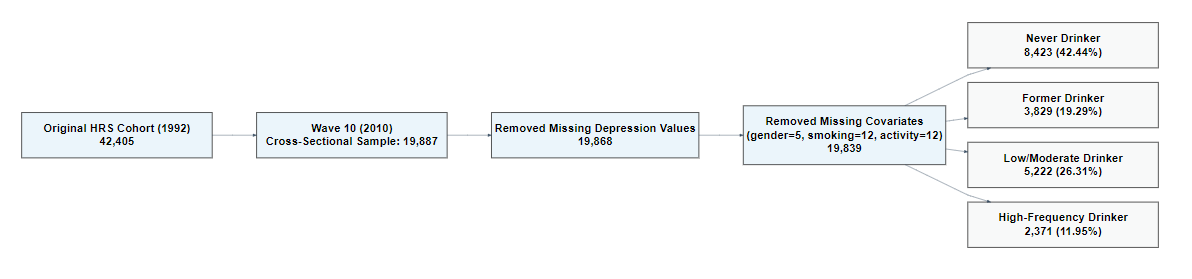 Original HRS Cohort (1992)
42,405
Wave 10 (2010)
Cross-Sectional Sample: 19,887
Removed Missing Depression Values
19,868
Removed Missing Covariates
(gender=5, smoking=12, activity=12)
19,839
Never Drinker
8,423 (42.44%)
Former Drinker
3,829 (19.29%)
Low/Moderate Drinker
5,222 (26.31%)
High-Frequency Drinker
2,371 (11.95%)